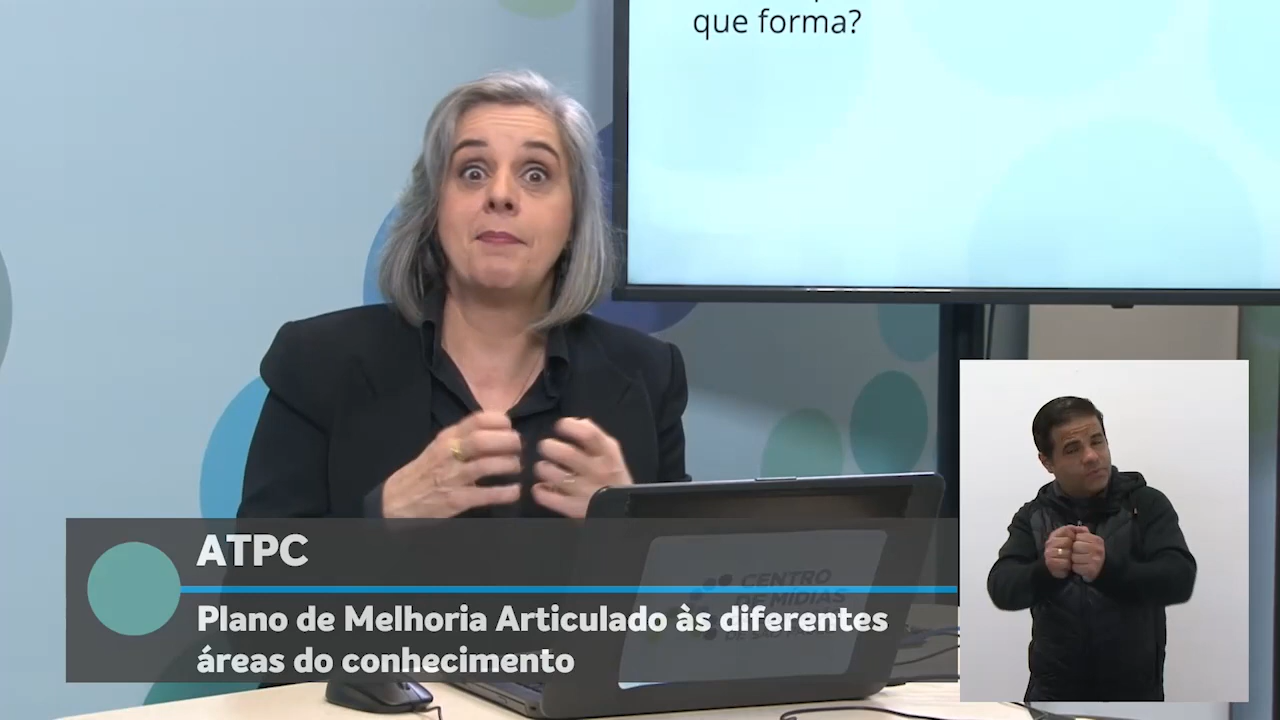 que forma?
ATPC
Plano de Melhoria Articulado às diferentes
áreas do conhecimento
CENTRO
DE MÍDIAS